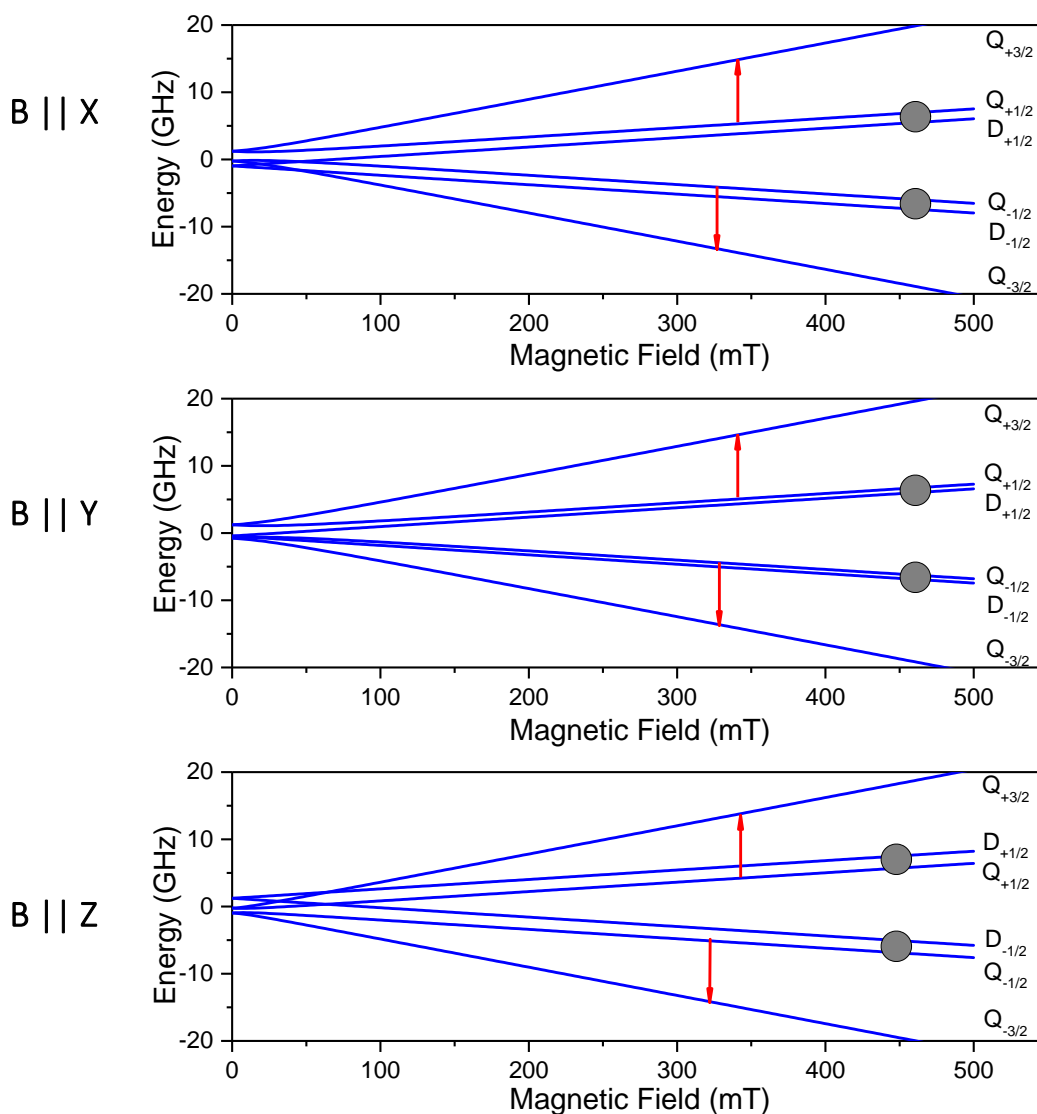 20
Q+3/2
10
B || X
Q+1/2
D+1/2
0
Energy (GHz)
-10
Q-1/2
D-1/2
-20
Q-3/2
0 100 200 300 400 500
Magnetic Field (mT)
20
Q+3/2
10
B || Y
Q+1/2
D+1/2
0
Energy (GHz)
-10
Q-1/2
D-1/2
-20
Q-3/2
0 100 200 300 400 500
Magnetic Field (mT)
20
Q+3/2
10
B || Z
D+1/2
Q+1/2
0
Energy (GHz)
-10
D-1/2
Q-1/2
-20
Q-3/2
0 100 200 300 400 500
Magnetic Field (mT)